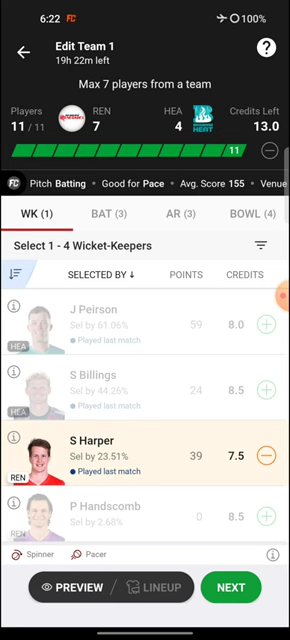 6:22 FC 100%
Edit Team 1
19h 22m left
?
Max 7 players from a team
Players REN HEA Credits Left
11 / 11 7 4 13.0
HEAT
11
FC Pitch Batting • Good for Pace • Avg. Score 155 • Venue
WK (1) BAT (3) AR (3) BOWL (4)
Select 1 - 4 Wicket-Keepers
SELECTED BY ↓ POINTS CREDITS
J Peirson
Sel by 61.06% 59 8.0
Played last match
HEA
S Billings
Sel by 44.26% 24 8.5
Played last match
HEA
S Harper
Sel by 23.51% 39 7.5
Played last match
REN
P Handscomb
Sel by 2.68% 0 8.5
REN
Spinner Pacer
PREVIEW LINEUP NEXT